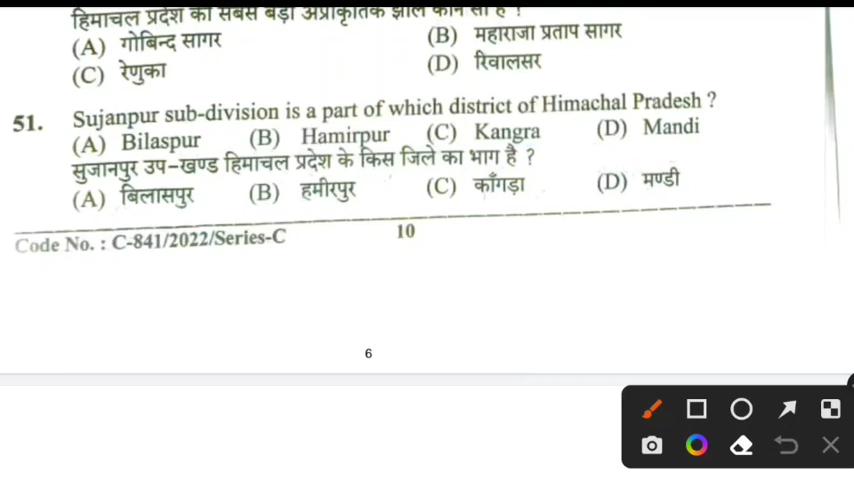 हिमाचल प्रदेश की सबसे बड़ी अप्राकृतिक झील कौन सी है ?
(A) गोबिन्द सागर (B) महाराजा प्रताप सागर
(C) रेणुका (D) रिवालसर
51. Sujanpur sub-division is a part of which district of Himachal Pradesh ?
(A) Bilaspur (B) Hamirpur (C) Kangra (D) Mandi
सुजानपुर उप-खण्ड हिमाचल प्रदेश के किस जिले का भाग है ?
(A) बिलासपुर (B) हमीरपुर (C) काँगड़ा (D) मण्डी
Code No. : C-841/2022/Series-C 10
6